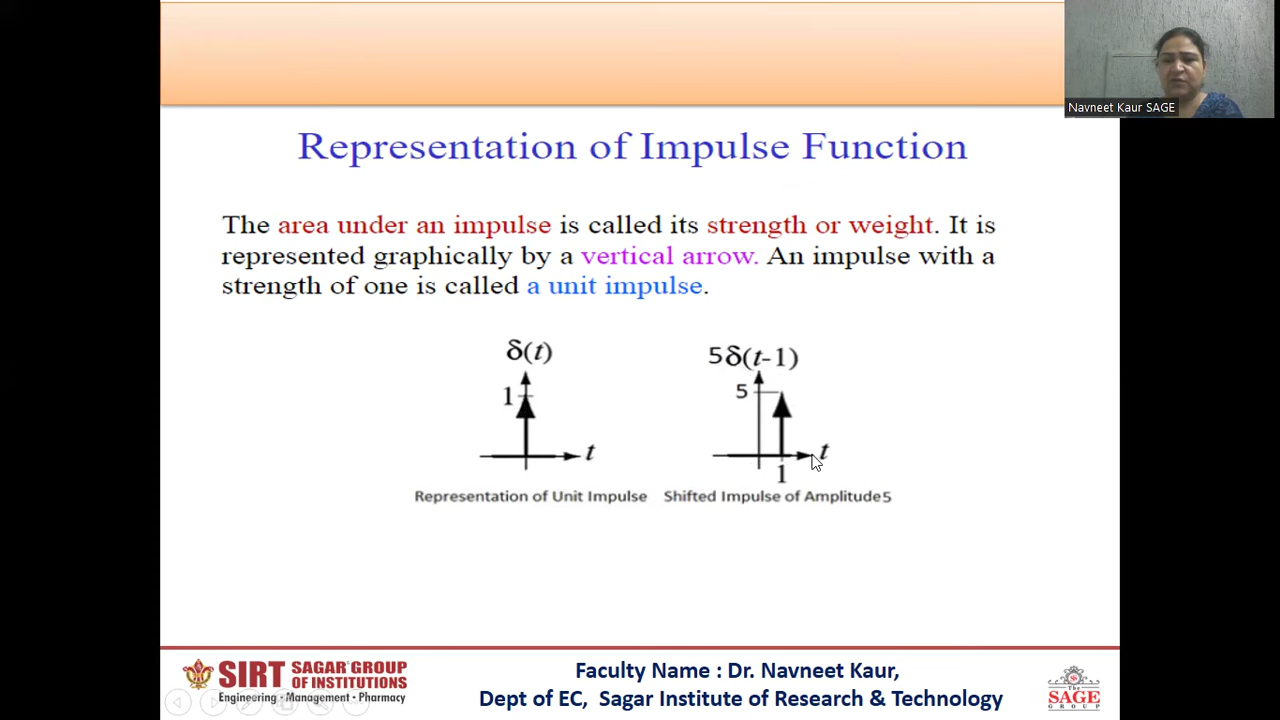 Navneet Kaur SAGE
Representation of Impulse Function
The area under an impulse is called its strength or weight. It is
represented graphically by a vertical arrow. An impulse with a
strength of one is called a unit impulse.
δ(t)
1
t
Representation of Unit Impulse
5δ(t-1)
5
t
1
Shifted Impulse of Amplitude5
SIRT SAGAR GROUP
OF INSTITUTIONS
Engineering • Management • Pharmacy
Faculty Name : Dr. Navneet Kaur,
Dept of EC, Sagar Institute of Research & Technology
The
SAGE
GROUP